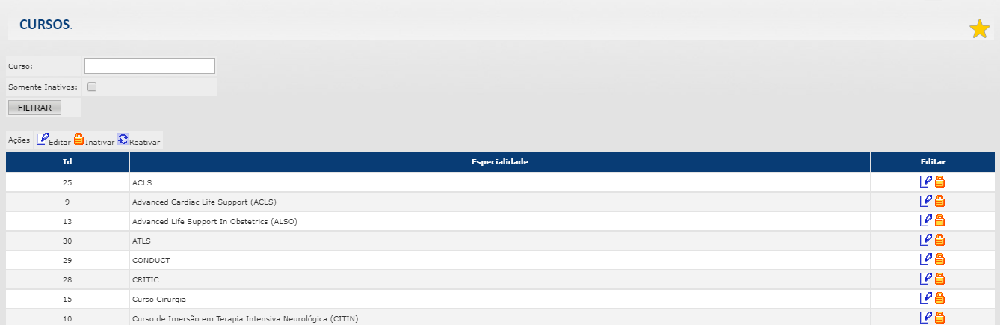 CURSOS:
Curso:
Somente Inativos:
FILTRAR
Ações Editar Inativar Reativar
Id Especialidade Editar
25 ACLS
9 Advanced Cardiac Life Support (ACLS)
13 Advanced Life Support In Obstetrics (ALSO)
30 ATLS
29 CONDUCT
28 CRITIC
15 Curso Cirurgia
10 Curso de Imersão em Terapia Intensiva Neurológica (CITIN)